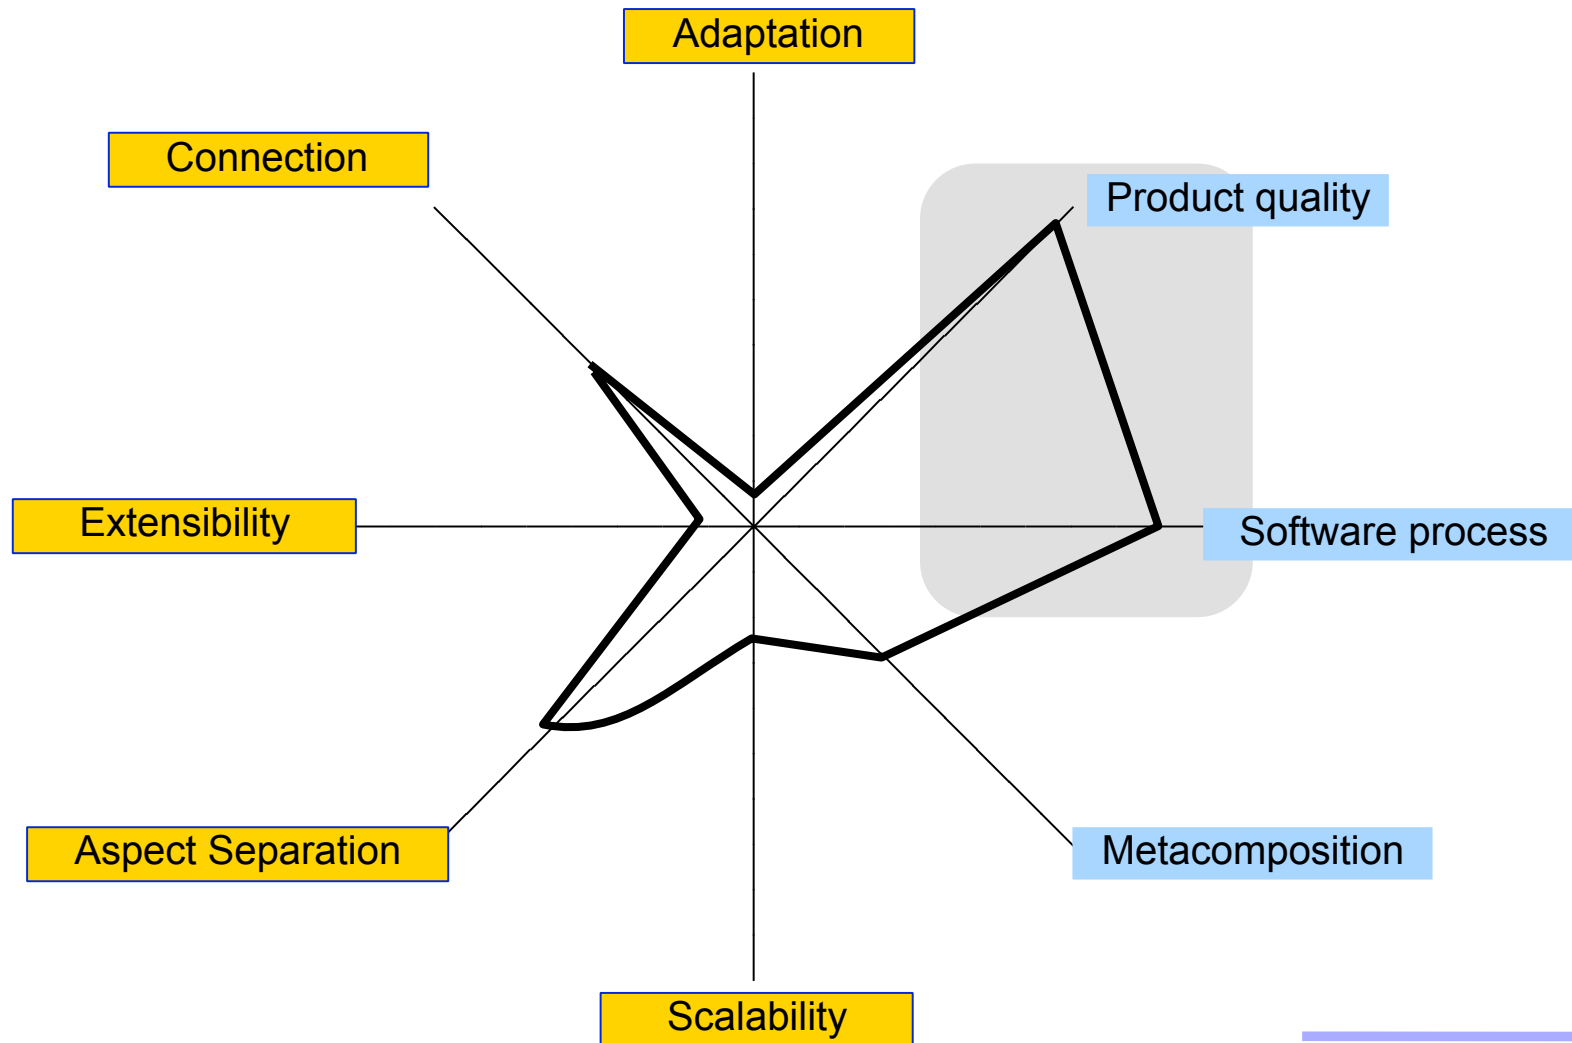 Adaptation
Connection
Product quality
Extensibility
Software process
Aspect Separation
Metacomposition
Scalability